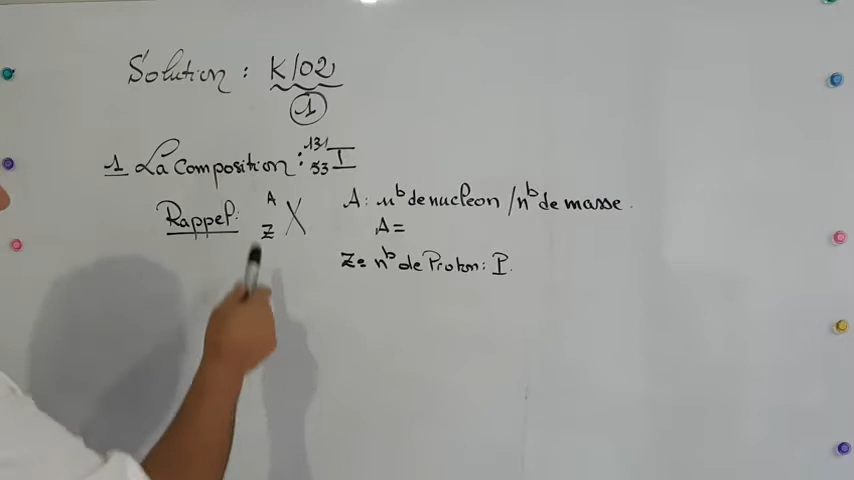 Solution : K/02
1
1 La Composition : ¹³¹₅₃I
Rappel: ᴬ_Z X A: nᵇ de nucleon / nᵇ de masse.
A=
Z= nᵇ de Proton: P.